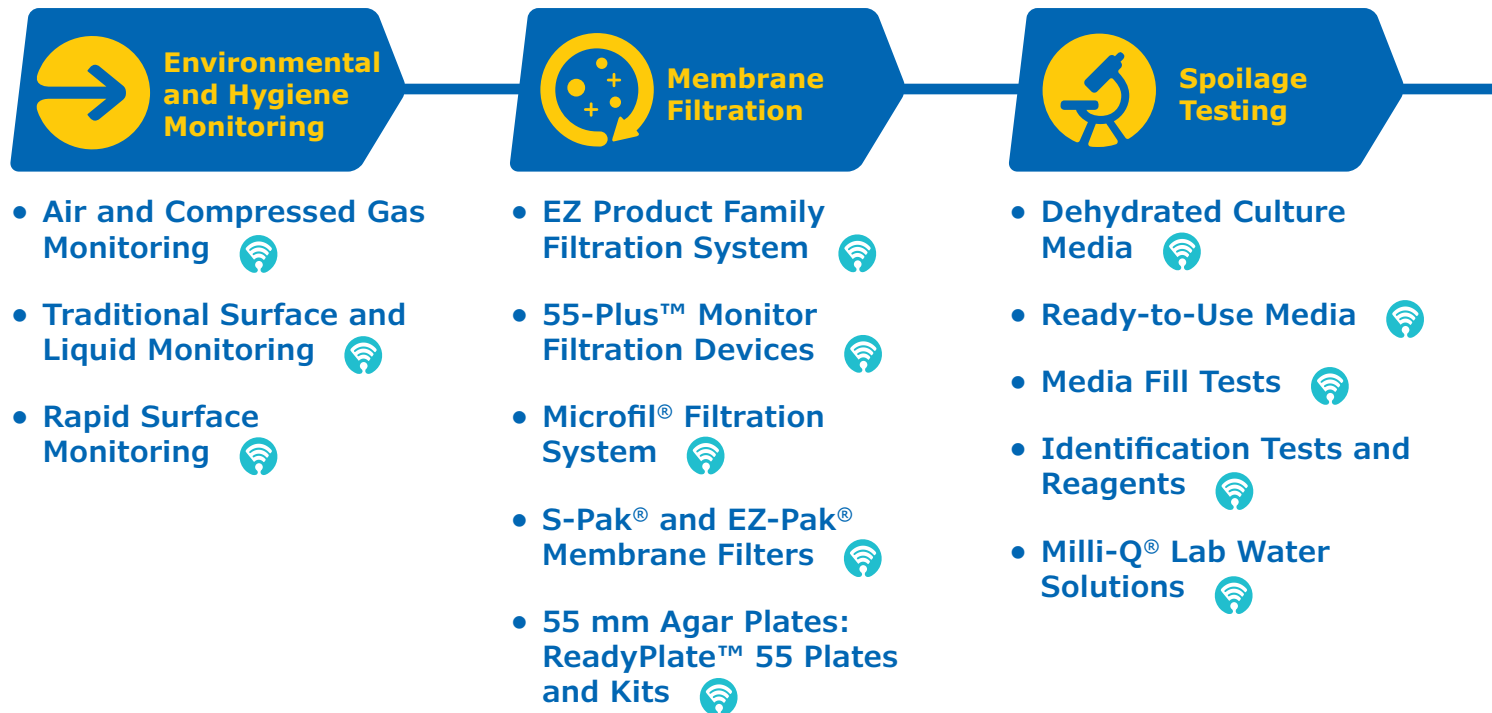 Environmental
and Hygiene
Monitoring
• Air and Compressed Gas
Monitoring
• Traditional Surface and
Liquid Monitoring
• Rapid Surface
Monitoring
Membrane
Filtration
• EZ Product Family
Filtration System
• 55-Plus™ Monitor
Filtration Devices
• Microfil® Filtration
System
• S-Pak® and EZ-Pak®
Membrane Filters
• 55 mm Agar Plates:
ReadyPlate™ 55 Plates
and Kits
Spoilage
Testing
• Dehydrated Culture
Media
• Ready-to-Use Media
• Media Fill Tests
• Identification Tests and
Reagents
• Milli-Q® Lab Water
Solutions